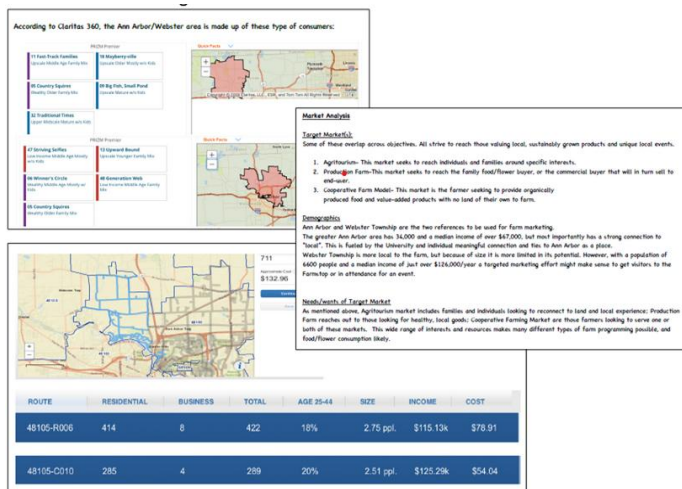 According to Claritas 360, the Ann Arbor/Webster area is made up of these type of consumers:
PRIZM Premier
11 Fast-Track Families
Upscale Middle Age Family Mix
18 Mayberry-ville
Upscale Older Mostly w/o Kids
05 Country Squires
Wealthy Older Family Mix
09 Big Fish, Small Pond
Upscale Mature w/o Kids
32 Traditional Times
Upper Midscale Mature w/o Kids
Quick Facts
PRIZM Premier
47 Striving Selfies
13 Upward Bound
Upscale Younger Family Mix
06 Winner's Circle
48 Generation Web
Low Income Middle Age Family Mix
05 Country Squires
Wealthy Older Family Mix
Quick Facts
Market Analysis
Target Market(s):
Some of these overlap across objectives. All strive to reach those valuing local, sustainably grown products and unique local events.
1. Agritourism- This market seeks to reach individuals and families around specific interests.
2. Production Farm-This market seeks to reach the family food/flower buyer, or the commercial buyer that will in turn sell to
end-user.
3. Cooperative Farm Model- This market is the farmer seeking to provide organically
produced food and value-added products with no land of their own to farm.
Demographics
Ann Arbor and Webster Township are the two references to be used for farm marketing.
The greater Ann Arbor area has 34,000 and a median income of over $67,000, but most importantly has a strong connection to
"local". This is fueled by the University and individual meaningful connection and ties to Ann Arbor as a place.
Webster Township is more local to the farm, but because of size it is more limited in its potential. However, with a population of
6600 people and a median income of just over $126,000/year a targeted marketing effort might make sense to get visitors to the
Farmstop or in attendance for an event.
Needs/wants of Target Market
As mentioned above, Agritourism market includes families and individuals looking to reconnect to land and local experience; Production
Farm reaches out to those looking for healthy, local goods; Cooperative Farming Market are those farmers looking to serve one or
both of these markets. This wide range of interests and resources makes many different types of farm programming possible, and
food/flower consumption likely.
711
Approximate Cost
$132.96
ROUTE RESIDENTIAL BUSINESS TOTAL AGE 25-44 SIZE INCOME COST
48105-R006 414 8 422 18% 2.75 ppl. $115.13k $78.91
48105-C010 285 4 289 20% 2.51 ppl. $125.29k $54.04